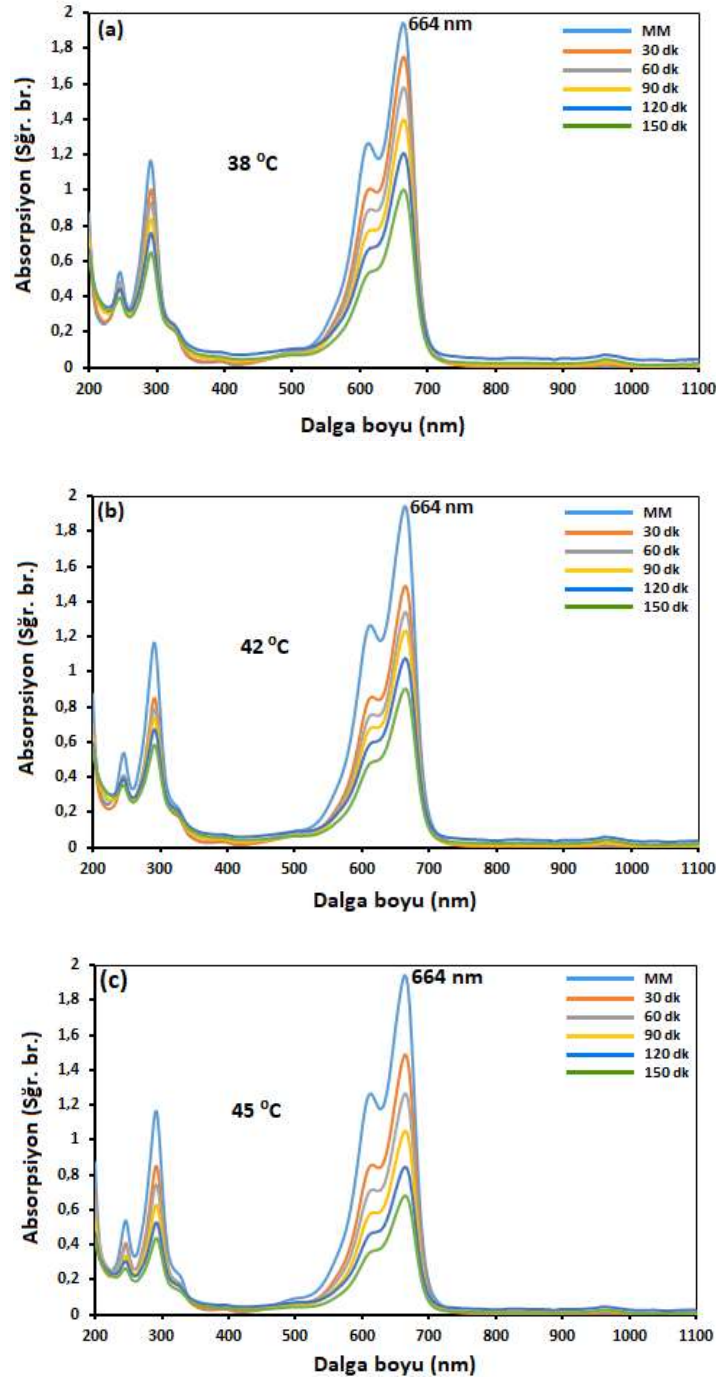 (a)
664 nm
38 °C
MM
30 dk
60 dk
90 dk
120 dk
150 dk
Absorpsiyon (Sğr. br.)
2
1,8
1,6
1,4
1,2
1
0,8
0,6
0,4
0,2
0
200 300 400 500 600 700 800 900 1000 1100
Dalga boyu (nm)
(b)
664 nm
42 °C
MM
30 dk
60 dk
90 dk
120 dk
150 dk
Absorpsiyon (Sğr. br.)
2
1,8
1,6
1,4
1,2
1
0,8
0,6
0,4
0,2
0
200 300 400 500 600 700 800 900 1000 1100
Dalga boyu (nm)
(c)
664 nm
45 °C
MM
30 dk
60 dk
90 dk
120 dk
150 dk
Absorpsiyon (Sğr. br.)
2
1,8
1,6
1,4
1,2
1
0,8
0,6
0,4
0,2
0
200 300 400 500 600 700 800 900 1000 1100
Dalga boyu (nm)